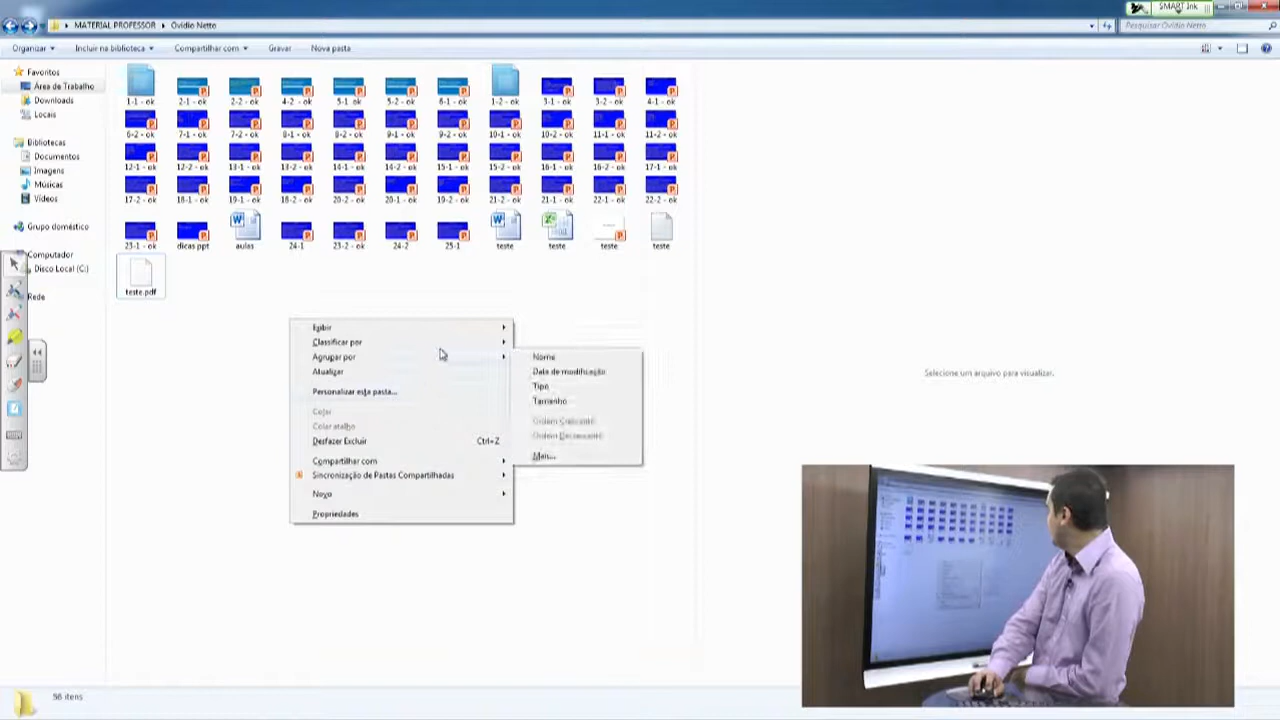 SMART Ink
MATERIAL PROFESSOR ▸ Ovídio Netto
Pesquisar Ovídio Netto
Organizar
Incluir na biblioteca
Compartilhar com
Gravar
Nova pasta
Favoritos
Área de Trabalho
Downloads
Locais
Bibliotecas
Documentos
Imagens
Músicas
Vídeos
Grupo doméstico
Computador
Disco Local (C:)
Rede
1-1 - ok
2-1 - ok
2-2 - ok
4-2 - ok
5-1 ok
5-2 - ok
6-1 - ok
1-2 - ok
3-1 - ok
3-2 - ok
4-1 - ok
6-2 - ok
7-1 - ok
7-2 - ok
8-1 - ok
8-2 - ok
9-1 - ok
9-2 - ok
10-1 - ok
10-2 - ok
11-1 - ok
11-2 - ok
12-1 - ok
12-2 - ok
13-1 - ok
13-2 - ok
14-1 - ok
14-2 - ok
15-1 - ok
15-2 - ok
16-1 - ok
16-2 - ok
17-1 - ok
17-2 - ok
18-1 - ok
19-1 - ok
18-2 - ok
20-2 - ok
20-1 - ok
19-2 - ok
21-2 - ok
21-1 - ok
22-1 - ok
22-2 - ok
23-1 - ok
dicas ppt
aulas
24-1
23-2 - ok
24-2
25-1
teste
teste
teste
teste
teste.pdf
Exibir
Classificar por
Agrupar por
Atualizar
Personalizar esta pasta...
Colar
Colar atalho
Desfazer Excluir Ctrl+Z
Compartilhar com
Sincronização de Pastas Compartilhadas
Novo
Propriedades
Nome
Data de modificação
Tipo
Tamanho
Ordem Crescente
Ordem Decrescente
Mais...
Selecione um arquivo para visualizar.
56 itens